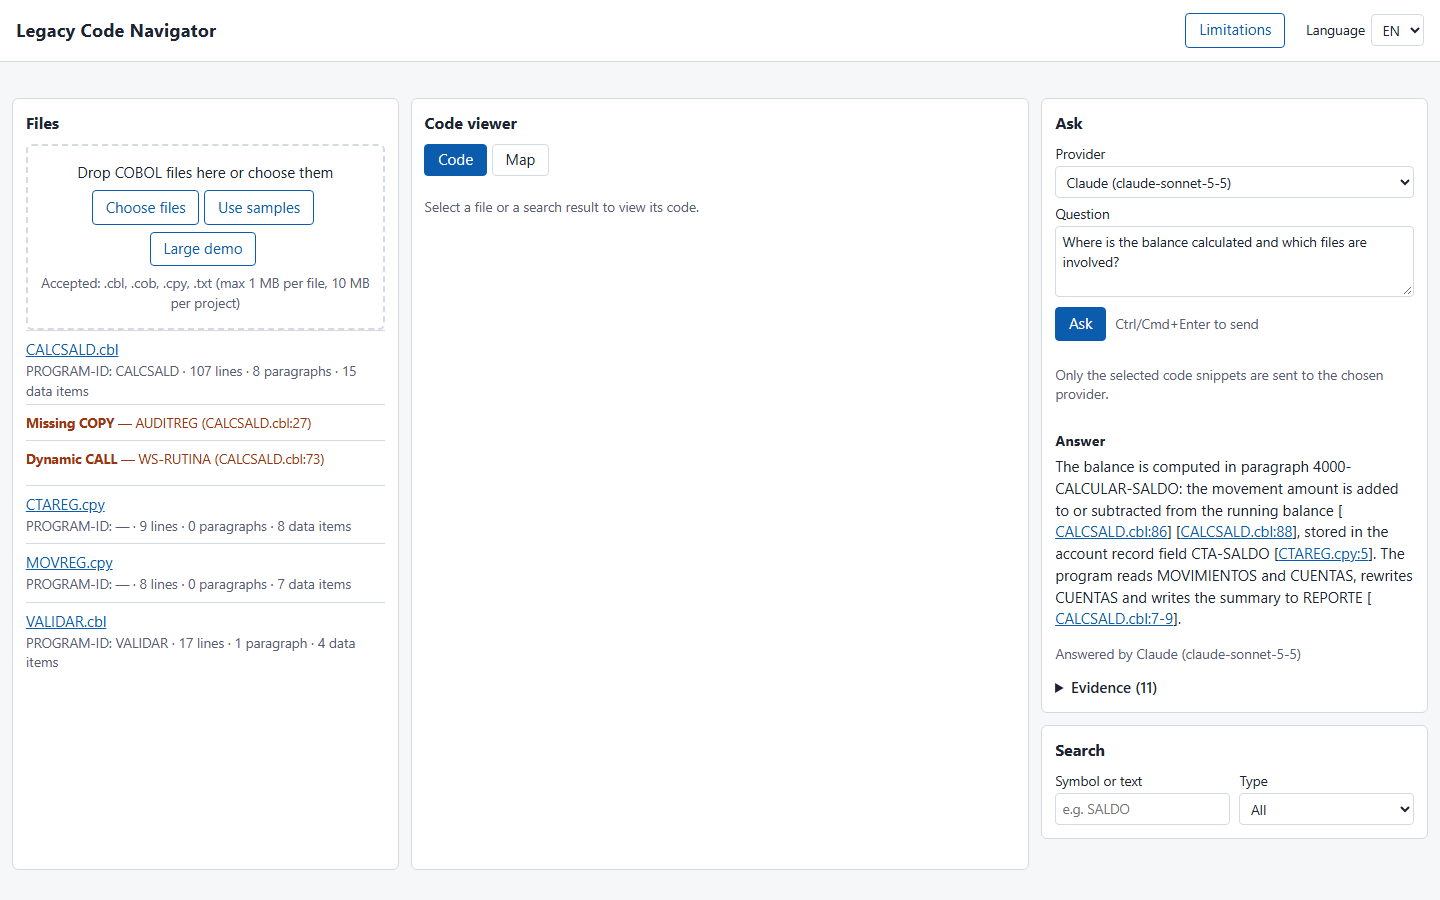 Legacy Code Navigator
Limitations
Language
EN
Files
Drop COBOL files here or choose them
Choose files
Use samples
Large demo
Accepted: .cbl, .cob, .cpy, .txt (max 1 MB per file, 10 MB
per project)
CALCSALD.cbl
PROGRAM-ID: CALCSALD · 107 lines · 8 paragraphs · 15
data items
Missing COPY — AUDITREG (CALCSALD.cbl:27)
Dynamic CALL — WS-RUTINA (CALCSALD.cbl:73)
CTAREG.cpy
PROGRAM-ID: — · 9 lines · 0 paragraphs · 8 data items
MOVREG.cpy
PROGRAM-ID: — · 8 lines · 0 paragraphs · 7 data items
VALIDAR.cbl
PROGRAM-ID: VALIDAR · 17 lines · 1 paragraph · 4 data
items
Code viewer
Code
Map
Select a file or a search result to view its code.
Ask
Provider
Claude (claude-sonnet-5-5)
Question
Where is the balance calculated and which files are
involved?
Ask
Ctrl/Cmd+Enter to send
Only the selected code snippets are sent to the chosen
provider.
Answer
The balance is computed in paragraph 4000-
CALCULAR-SALDO: the movement amount is added
to or subtracted from the running balance [
CALCSALD.cbl:86] [CALCSALD.cbl:88], stored in the
account record field CTA-SALDO [CTAREG.cpy:5]. The
program reads MOVIMIENTOS and CUENTAS, rewrites
CUENTAS and writes the summary to REPORTE [
CALCSALD.cbl:7-9].
Answered by Claude (claude-sonnet-5-5)
Evidence (11)
Search
Symbol or text
Type
e.g. SALDO
All